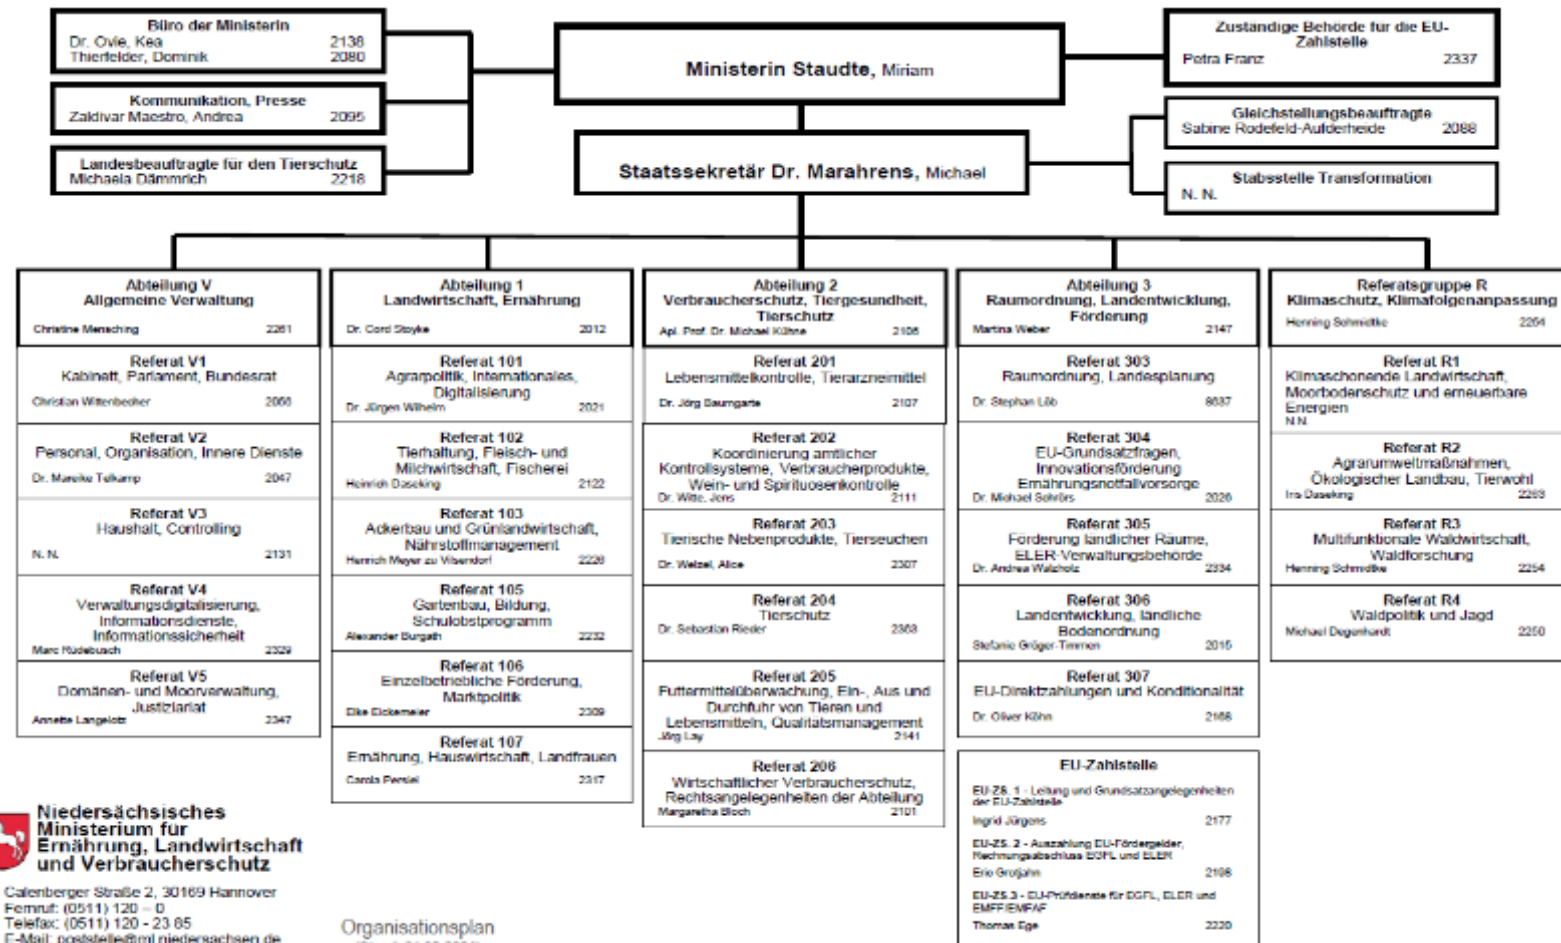 Büro der Ministerin
Dr. Ovie, Kea 2138
Thierfelder, Dominik 2080
Kommunikation, Presse
Zaldivar Maestro, Andrea 2095
Landesbeauftragte für den Tierschutz
Michaela Dämmrich 2218
Ministerin Staudte, Miriam
Staatssekretär Dr. Marahrens, Michael
Zuständige Behörde für die EU-
Zahlstelle
Petra Franz 2337
Gleichstellungsbeauftragte
Sabine Rodefeld-Aufderheide 2088
Stabsstelle Transformation
N. N.
Abteilung V
Allgemeine Verwaltung
Christine Mensching 2261
Referat V1
Kabinett, Parlament, Bundesrat
Christian Wittenbecher 2056
Referat V2
Personal, Organisation, Innere Dienste
Dr. Mareike Telkamp 2047
Referat V3
Haushalt, Controlling
N. N. 2131
Referat V4
Verwaltungsdigitalisierung,
Informationsdienste,
Informationssicherheit
Marc Rüdebusch 2329
Referat V5
Domänen- und Moorverwaltung,
Justiziariat
Annette Langelotz 2347
Abteilung 1
Landwirtschaft, Ernährung
Dr. Cord Stoyke 2012
Referat 101
Agrarpolitik, Internationales,
Digitalisierung
Dr. Jürgen Wilhelm 2021
Referat 102
Tierhaltung, Fleisch- und
Milchwirtschaft, Fischerei
Heinrich Daseking 2122
Referat 103
Ackerbau und Grünlandwirtschaft,
Nährstoffmanagement
Henrich Meyer zu Vilsendorf 2226
Referat 105
Gartenbau, Bildung,
Schulobstprogramm
Alexander Burgath 2232
Referat 106
Einzelbetriebliche Förderung,
Marktpolitik
Elke Eickemeier 2309
Referat 107
Ernährung, Hauswirtschaft, Landfrauen
Carola Persiel 2317
Abteilung 2
Verbraucherschutz, Tiergesundheit,
Tierschutz
Apl. Prof. Dr. Michael Kühne 2106
Referat 201
Lebensmittelkontrolle, Tierarzneimittel
Dr. Jörg Baumgarte 2107
Referat 202
Koordinierung amtlicher
Kontrollsysteme, Verbraucherprodukte,
Wein- und Spirituosenkontrolle
Dr. Witte, Jens 2111
Referat 203
Tierische Nebenprodukte, Tierseuchen
Dr. Welzel, Alice 2307
Referat 204
Tierschutz
Dr. Sebastian Rieder 2363
Referat 205
Futtermittelüberwachung, Ein-, Aus und
Durchfuhr von Tieren und
Lebensmitteln, Qualitätsmanagement
Jörg Lay 2141
Referat 206
Wirtschaftlicher Verbraucherschutz,
Rechtsangelegenheiten der Abteilung
Margaretha Bloch 2101
Abteilung 3
Raumordnung, Landentwicklung,
Förderung
Martina Weber 2147
Referat 303
Raumordnung, Landesplanung
Dr. Stephan Löb 8637
Referat 304
EU-Grundsatzfragen,
Innovationsförderung
Ernährungsnotfallvorsorge
Dr. Michael Schrörs 2026
Referat 305
Förderung ländlicher Räume,
ELER-Verwaltungsbehörde
Dr. Andrea Walzholz 2334
Referat 306
Landentwicklung, ländliche
Bodenordnung
Stefanie Gröger-Timmen 2015
Referat 307
EU-Direktzahlungen und Konditionalität
Dr. Oliver Köhn 2168
EU-Zahlstelle
EU-ZS. 1 - Leitung und Grundsatzangelegenheiten
der EU-Zahlstelle
Ingrid Jürgens 2177
EU-ZS. 2 - Auszahlung EU-Fördergelder,
Rechnungsabschluss EGFL und ELER
Eric Grotjahn 2198
EU-ZS.3 - EU-Prüfdienste für EGFL, ELER und
EMFF/EMFAF
Thomas Ege 2220
Referatsgruppe R
Klimaschutz, Klimafolgenanpassung
Henning Schmidtke 2254
Referat R1
Klimaschonende Landwirtschaft,
Moorbodenschutz und erneuerbare
Energien
N.N.
Referat R2
Agrarumweltmaßnahmen,
Ökologischer Landbau, Tierwohl
Iris Daseking 2263
Referat R3
Multifunktionale Waldwirtschaft,
Waldforschung
Henning Schmidtke 2254
Referat R4
Waldpolitik und Jagd
Michael Degenhardt 2250
Niedersächsisches
Ministerium für
Ernährung, Landwirtschaft
und Verbraucherschutz
Calenberger Straße 2, 30169 Hannover
Fernruf: (0511) 120 – 0
Telefax: (0511) 120 - 23 85
E-Mail: poststelle@ml.niedersachsen.de
Organisationsplan